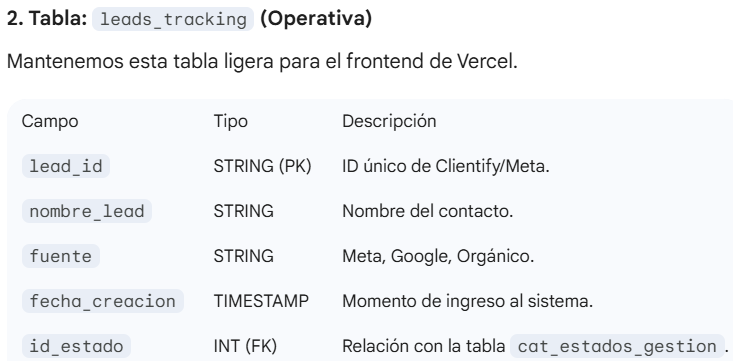 2. Tabla: leads_tracking (Operativa)
Mantenemos esta tabla ligera para el frontend de Vercel.
Campo Tipo Descripción
lead_id STRING (PK) ID único de Clientify/Meta.
nombre_lead STRING Nombre del contacto.
fuente STRING Meta, Google, Orgánico.
fecha_creacion TIMESTAMP Momento de ingreso al sistema.
id_estado INT (FK) Relación con la tabla cat_estados_gestion.